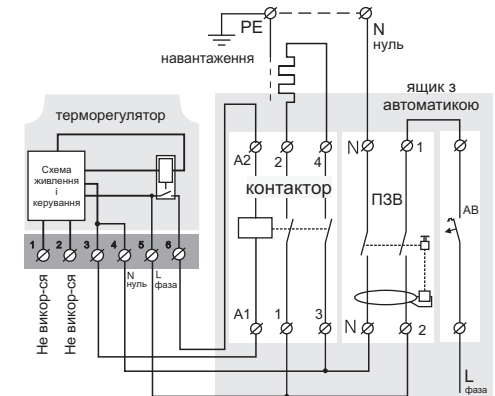 PE
N
нуль
навантаження
ящик з
автоматикою
терморегулятор
A2
2
4
N
1
Схема
живлення
і
керування
контактор
ПЗВ
АВ
1
2
3
4
5
6
Не викор-ся
Не викор-ся
N
нуль
L
фаза
A1
1
3
N
2
L
фаза